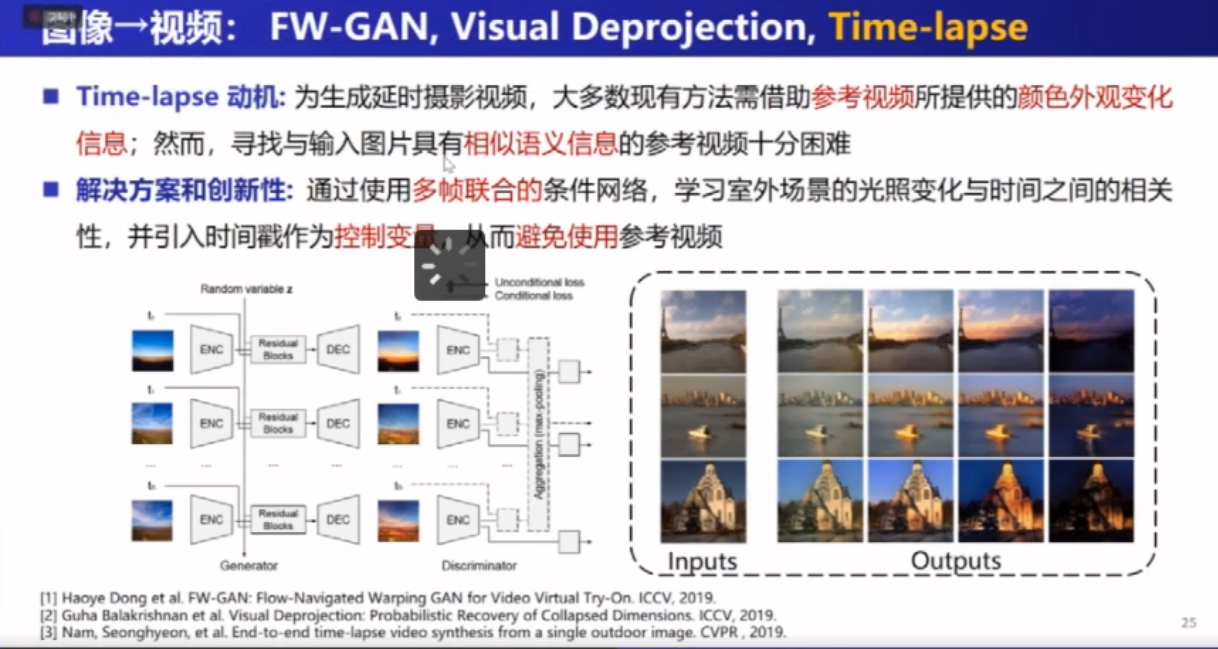 图像→视频： FW-GAN, Visual Deprojection, Time-lapse
■ Time-lapse 动机: 为生成延时摄影视频，大多数现有方法需借助参考视频所提供的颜色外观变化
信息；然而，寻找与输入图片具有相似语义信息的参考视频十分困难
■ 解决方案和创新性: 通过使用多帧联合的条件网络，学习室外场景的光照变化与时间之间的相关
性，并引入时间戳作为控制变量，从而避免使用参考视频
Random variable z
Unconditional loss
Conditional loss
ENC
Residual
Blocks
DEC
ENC
ENC
Residual
Blocks
DEC
ENC
Aggregation (max-pooling)
... ... ... ... ... ... ...
ENC
Residual
Blocks
DEC
ENC
Generator
Discriminator
Inputs
Outputs
[1] Haoye Dong et al. FW-GAN: Flow-Navigated Warping GAN for Video Virtual Try-On. ICCV, 2019.
[2] Guha Balakrishnan et al. Visual Deprojection: Probabilistic Recovery of Collapsed Dimensions. ICCV, 2019.
[3] Nam, Seonghyeon, et al. End-to-end time-lapse video synthesis from a single outdoor image. CVPR , 2019.
25